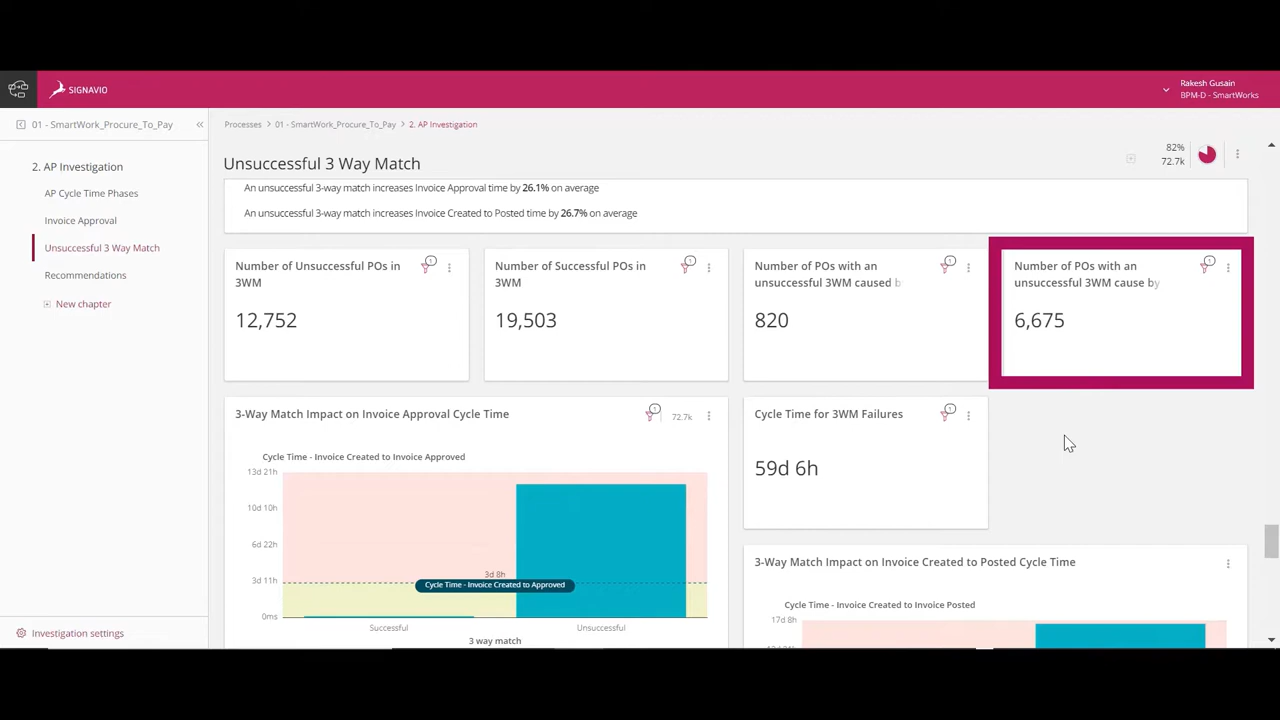 SIGNAVIO
Rakesh Gusain
BPM-D - SmartWorks
01 - SmartWork_Procure_To_Pay «
Processes > 01 - SmartWork_Procure_To_Pay > 2. AP Investigation
2. AP Investigation
AP Cycle Time Phases
Invoice Approval
Unsuccessful 3 Way Match
Recommendations
New chapter
Investigation settings
Unsuccessful 3 Way Match
82%
72.7k
An unsuccessful 3-way match increases Invoice Approval time by 26.1% on average
An unsuccessful 3-way match increases Invoice Created to Posted time by 26.7% on average
Number of Unsuccessful POs in
3WM
1
12,752
Number of Successful POs in
3WM
1
19,503
Number of POs with an
unsuccessful 3WM caused b
1
820
Number of POs with an
unsuccessful 3WM cause by
1
6,675
3-Way Match Impact on Invoice Approval Cycle Time
1
72.7k
Cycle Time - Invoice Created to Invoice Approved
13d 21h
10d 10h
6d 22h
3d 11h
0ms
3d 8h
Cycle Time - Invoice Created to Approved
Successful
Unsuccessful
3 way match
Cycle Time for 3WM Failures
1
59d 6h
3-Way Match Impact on Invoice Created to Posted Cycle Time
Cycle Time - Invoice Created to Invoice Posted
17d 8h